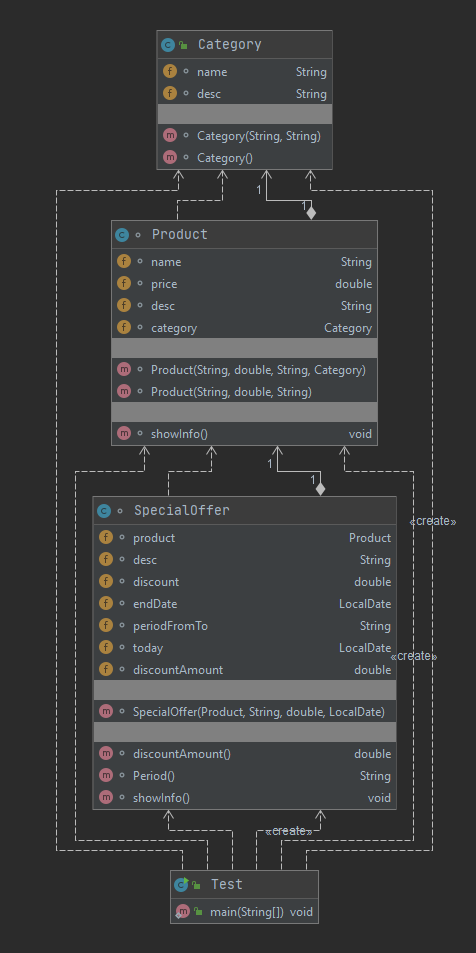 Category
name String
desc String
Category(String, String)
Category()
1
1
Product
name String
price double
desc String
category Category
Product(String, double, String, Category)
Product(String, double, String)
showInfo() void
1
1
SpecialOffer
product Product
«create»
desc String
discount double
endDate LocalDate
periodFromTo String
today LocalDate
«create»
discountAmount double
SpecialOffer(Product, String, double, LocalDate)
discountAmount() double
Period() String
showInfo() void
«create»
Test
main(String[]) void